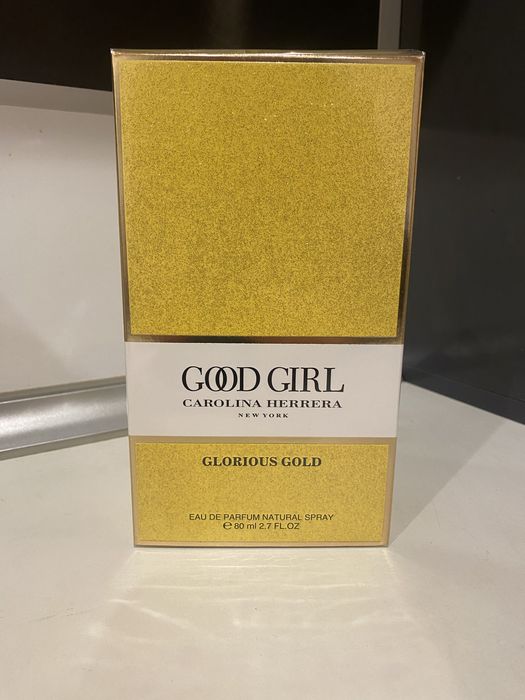 GOOD GIRL
CAROLINA HERRERA
NEW YORK
GLORIOUS GOLD
EAU DE PARFUM NATURAL SPRAY
℮ 80 ml 2.7 FL.OZ